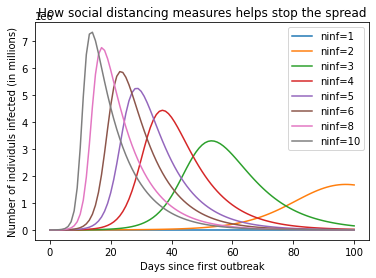 How social distancing measures helps stop the spread
1e6
Number of individuls infected (in millions)
7
6
5
4
3
2
1
0
0 20 40 60 80 100
Days since first outbreak
ninf=1
ninf=2
ninf=3
ninf=4
ninf=5
ninf=6
ninf=8
ninf=10